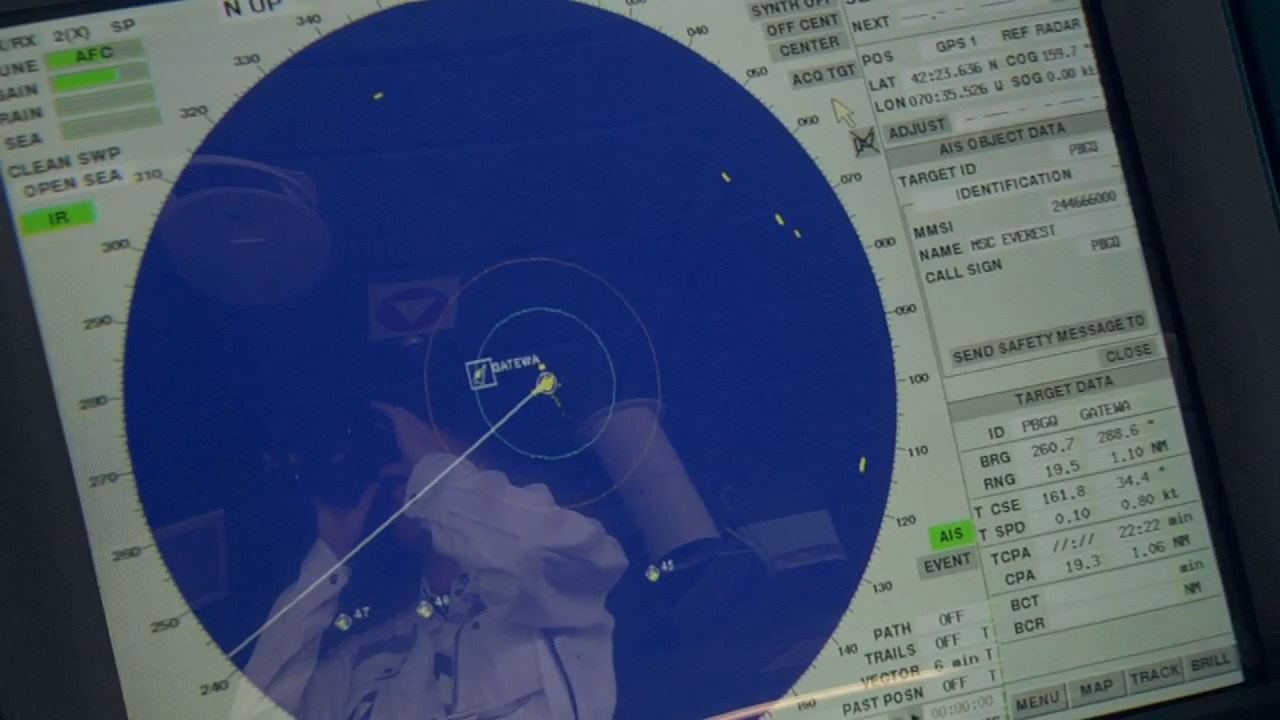 N UP
2(X) SP
AFC
CLEAN SWP
OPEN SEA
IR
SEA
340
330
320
310
300
290
280
270
260
250
240
040
050
060
070
090
100
110
120
130
140
GATEWA
45
46
47
OFF CENT
CENTER
ACQ TGT
NEXT
POS GPS 1 REF RADAR
LAT 42:23.636 N COG 159.7 °
LON 070:35.526 W SOG 0.00 kt
ADJUST
AIS OBJECT DATA
TARGET ID PBGQ
IDENTIFICATION
MMSI 244666000
NAME MSC EVEREST
CALL SIGN PBGQ
SEND SAFETY MESSAGE TO
CLOSE
TARGET DATA
ID PBGQ GATEWA
BRG 260.7 288.6 °
RNG 19.5 1.10 NM
T CSE 161.8 34.4 °
T SPD 0.10 0.80 kt
TCPA //:// 22:22 min
CPA 19.3 1.06 NM
BCT min
BCR NM
AIS
EVENT
PATH OFF
TRAILS OFF T
VECTOR 6 min T
PAST POSN OFF T
00:00:00
MENU MAP TRACK BRILL